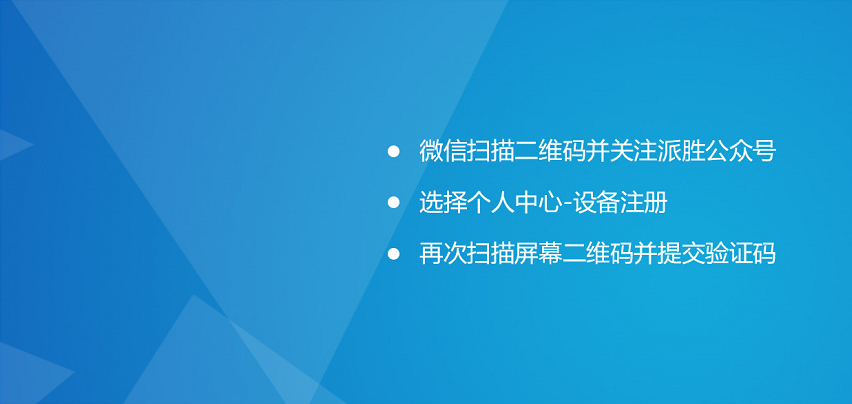 ● 微信扫描二维码并关注派胜公众号
● 选择个人中心-设备注册
● 再次扫描屏幕二维码并提交验证码